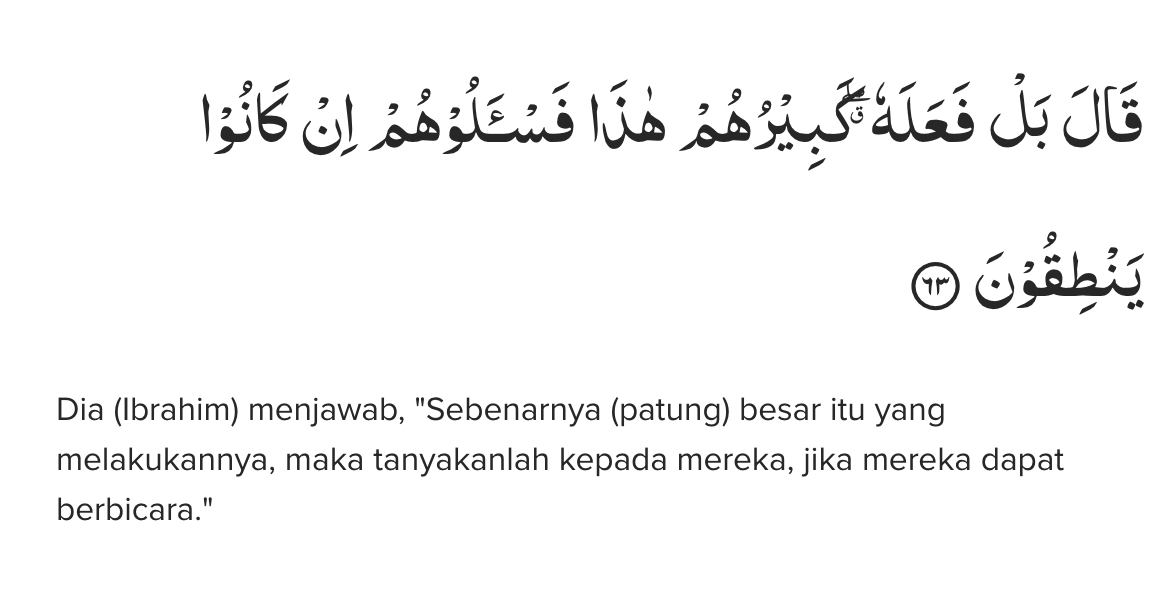 قَالَ بَلْ فَعَلَهٗ ۖ كَبِيْرُهُمْ هٰذَا فَسْـَٔلُوْهُمْ اِنْ كَانُوْا
يَنْطِقُوْنَ ٦٣
Dia (Ibrahim) menjawab, "Sebenarnya (patung) besar itu yang
melakukannya, maka tanyakanlah kepada mereka, jika mereka dapat
berbicara."